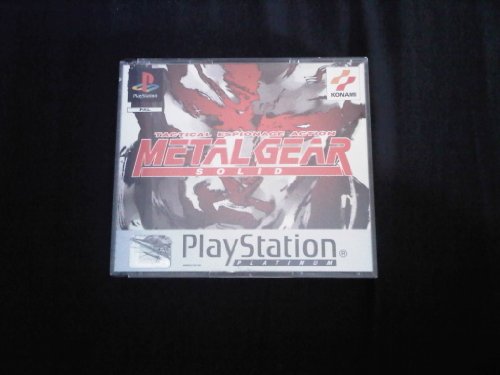 PlayStation
PAL
KONAMI
TACTICAL ESPIONAGE ACTION
METAL GEAR
SOLID
PlayStation®
PLATINUM